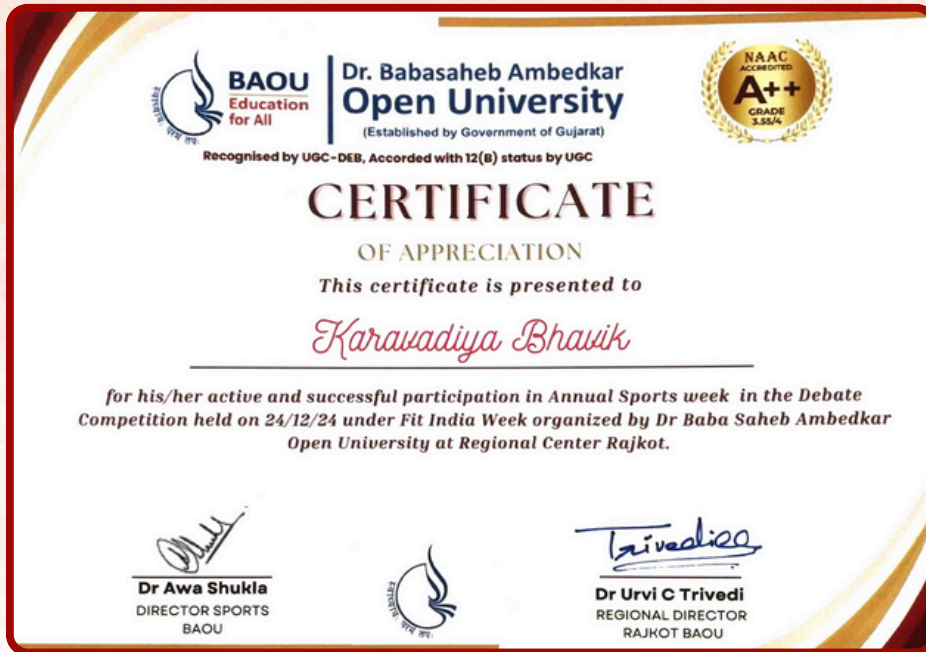 BAOU
Education
for All
स्वाध्यायः परमं तपः
Dr. Babasaheb Ambedkar
Open University
(Established by Government of Gujarat)
NAAC
ACCREDITED
A++
GRADE
3.55/4
Recognised by UGC-DEB, Accorded with 12(B) status by UGC
CERTIFICATE
OF APPRECIATION
This certificate is presented to
Karavadiya Bhavik
for his/her active and successful participation in Annual Sports week in the Debate
Competition held on 24/12/24 under Fit India Week organized by Dr Baba Saheb Ambedkar
Open University at Regional Center Rajkot.
Trivedi
Dr Awa Shukla
DIRECTOR SPORTS
BAOU
स्वाध्यायः परमं तपः
Dr Urvi C Trivedi
REGIONAL DIRECTOR
RAJKOT BAOU